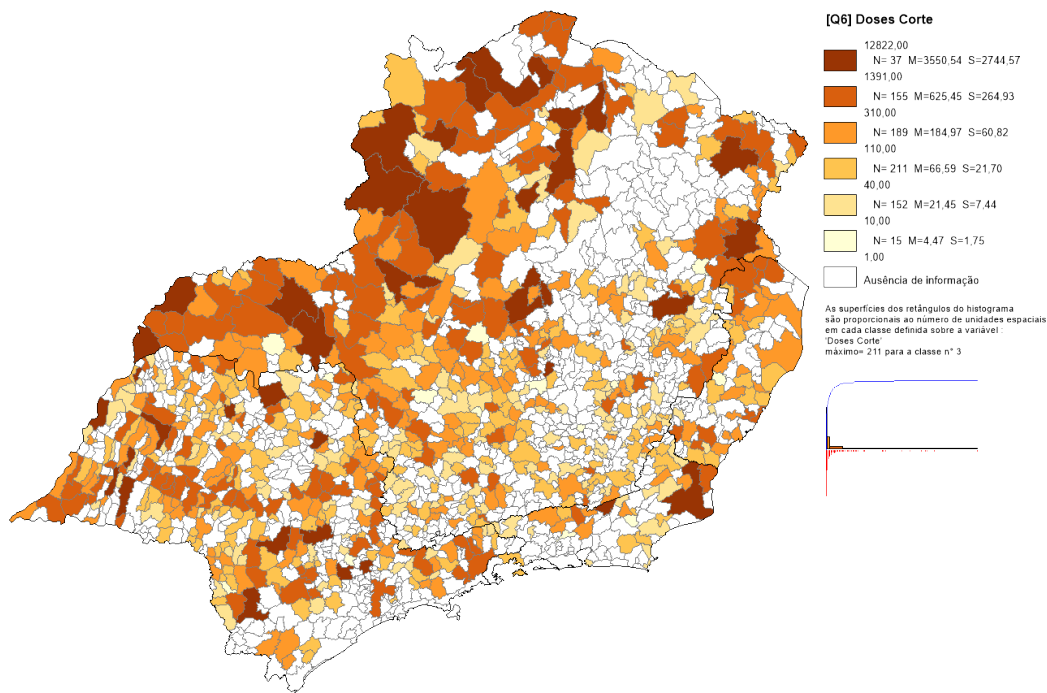 [Q6] Doses Corte
12822,00
N= 37 M=3550,54 S=2744,57
1391,00
N= 155 M=625,45 S=264,93
310,00
N= 189 M=184,97 S=60,82
110,00
N= 211 M=66,59 S=21,70
40,00
N= 152 M=21,45 S=7,44
10,00
N= 15 M=4,47 S=1,75
1,00
Ausência de informação
As superfícies dos retângulos do histograma
são proporcionais ao número de unidades espaciais
em cada classe definida sobre a variável :
'Doses Corte'
máximo= 211 para a classe n° 3